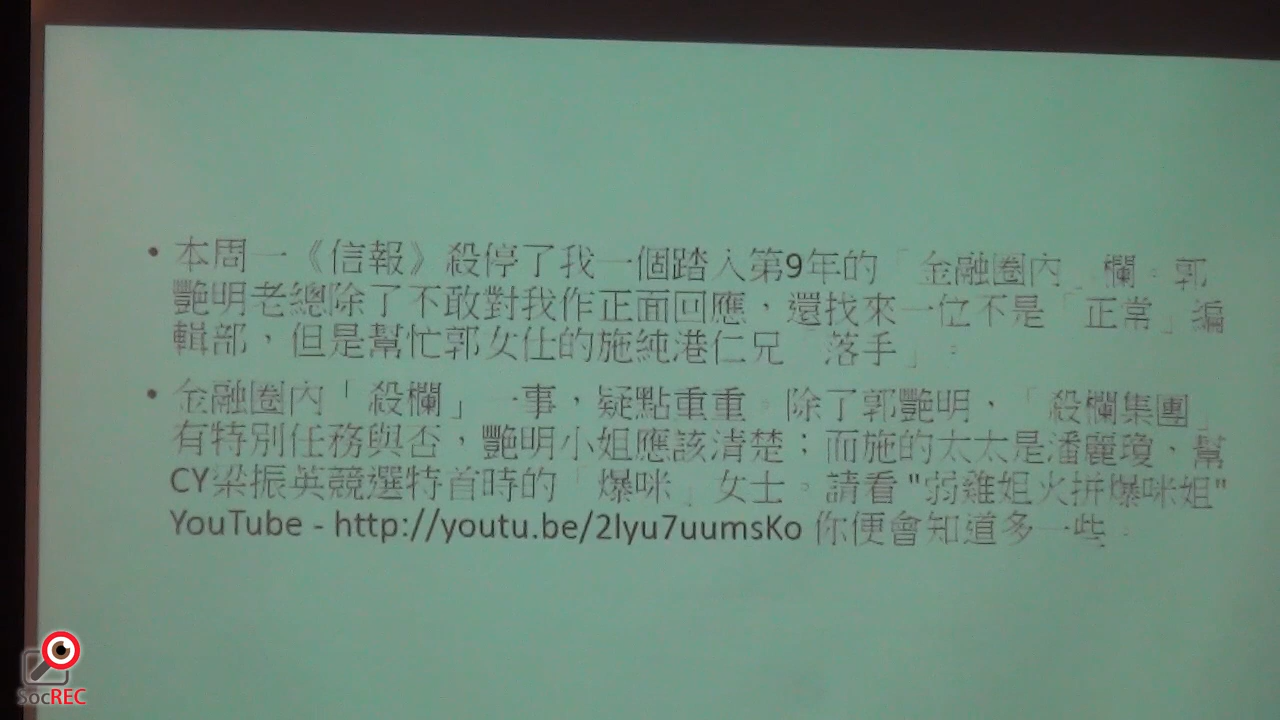 • 本周一《信報》殺停了我一個踏入第9年的「金融圈內」欄。郭
艷明老總除了不敢對我作正面回應，還找來一位不是「正常」編
輯部，但是幫忙郭女仕的施純港仁兄「落手」。
• 金融圈內「殺欄」一事，疑點重重。除了郭艷明、「殺欄集團」
有特別任務與否，艷明小姐應該清楚；而施的太太是潘麗瓊、幫
CY梁振英競選特首時的「爆咪」女士。請看 "弱雞姐火拼爆咪姐"
YouTube - http://youtu.be/2lyu7uumsKo 你便會知道多一些。
SocREC